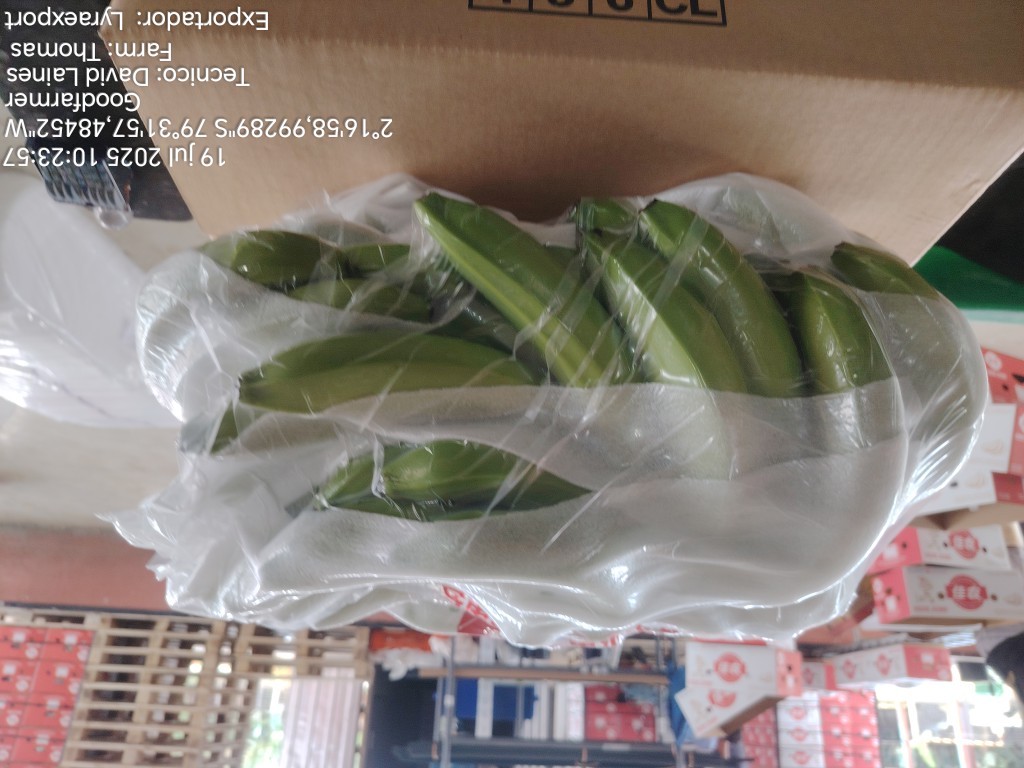 19 jul 2025 10:23:57
2°16'58,99289"S 79°31'57,48452"W
Goodfarmer
Tecnico: David Laines
Farm: Thomas
Exportador: Lyraexport